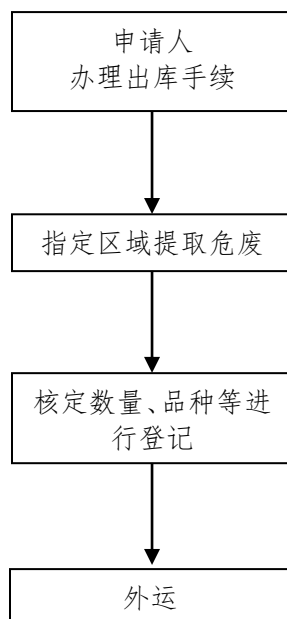 申请人
办理出库手续
指定区域提取危废
核定数量、品种等进
行登记
外运